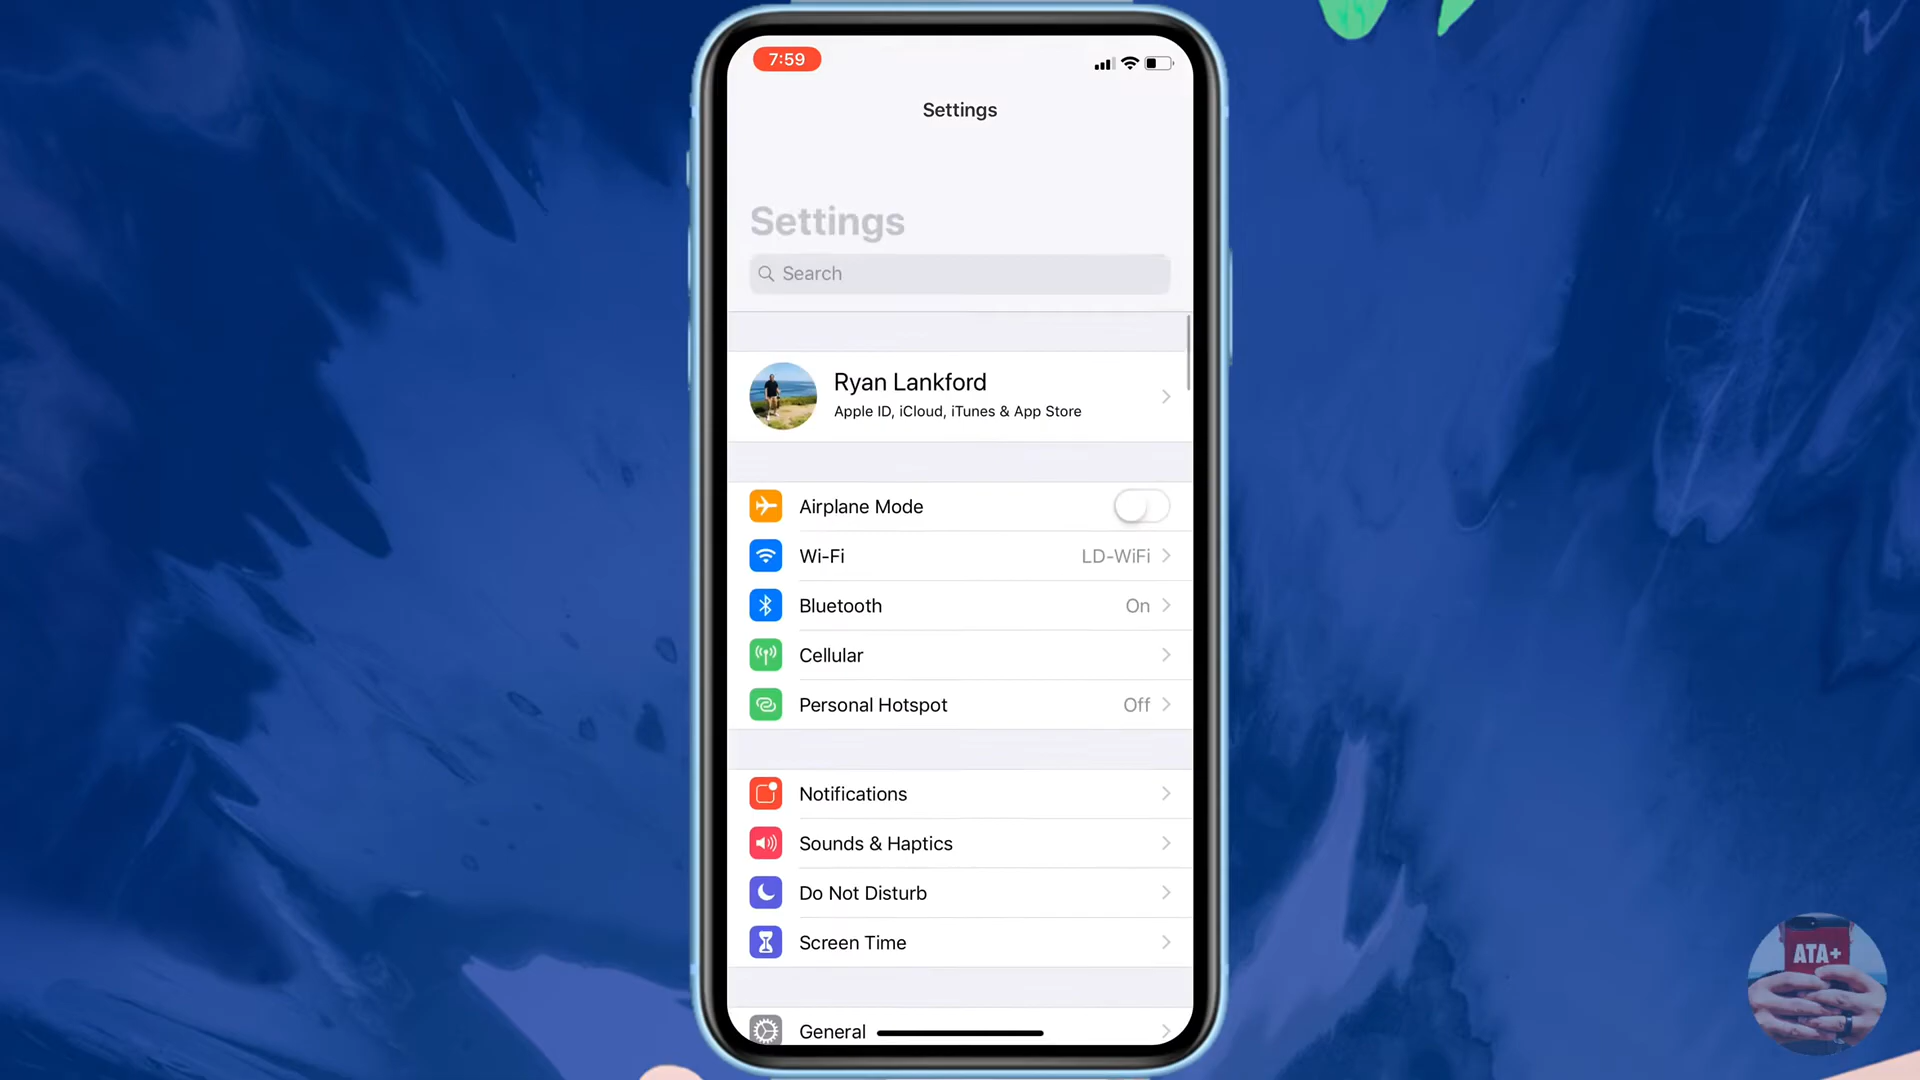 7:59
Settings
Settings
Search
Ryan Lankford
Apple ID, iCloud, iTunes & App Store
Airplane Mode
Wi-Fi LD-WiFi
Bluetooth On
Cellular
Personal Hotspot Off
Notifications
Sounds & Haptics
Do Not Disturb
Screen Time
General
ATA+